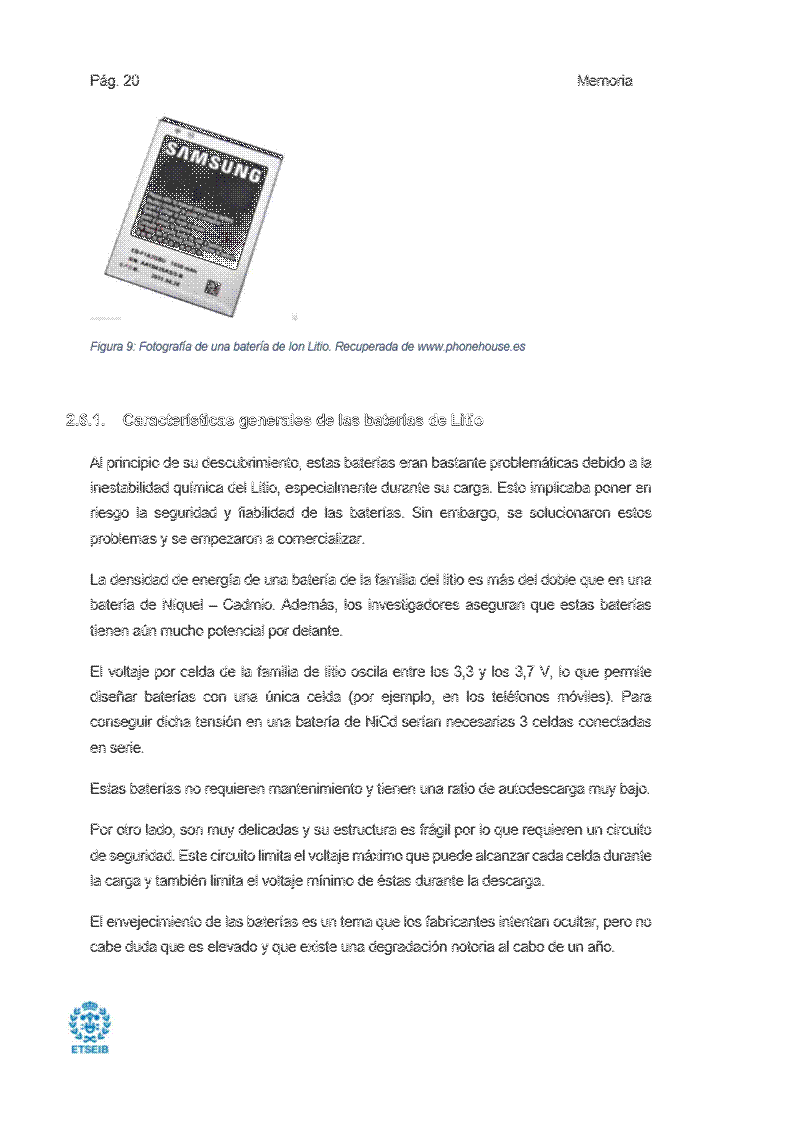 Pág. 20 Memoria
SAMSUNG
Figura 9: Fotografía de una batería de Ion Litio. Recuperada de www.phonehouse.es
2.6.1. Características generales de las baterías de Litio
Al principio de su descubrimiento, estas baterías eran bastante problemáticas debido a la
inestabilidad química del Litio, especialmente durante su carga. Esto implicaba poner en
riesgo la seguridad y fiabilidad de las baterías. Sin embargo, se solucionaron estos
problemas y se empezaron a comercializar.
La densidad de energía de una batería de la familia del litio es más del doble que en una
batería de Níquel – Cadmio. Además, los investigadores aseguran que estas baterías
tienen aún mucho potencial por delante.
El voltaje por celda de la familia de litio oscila entre los 3,3 y los 3,7 V, lo que permite
diseñar baterías con una única celda (por ejemplo, en los teléfonos móviles). Para
conseguir dicha tensión en una batería de NiCd serían necesarias 3 celdas conectadas
en serie.
Estas baterías no requieren mantenimiento y tienen una ratio de autodescarga muy bajo.
Por otro lado, son muy delicadas y su estructura es frágil por lo que requieren un circuito
de seguridad. Este circuito limita el voltaje máximo que puede alcanzar cada celda durante
la carga y también limita el voltaje mínimo de éstas durante la descarga.
El envejecimiento de las baterías es un tema que los fabricantes intentan ocultar, pero no
cabe duda que es elevado y que existe una degradación notoria al cabo de un año.
ETSEIB